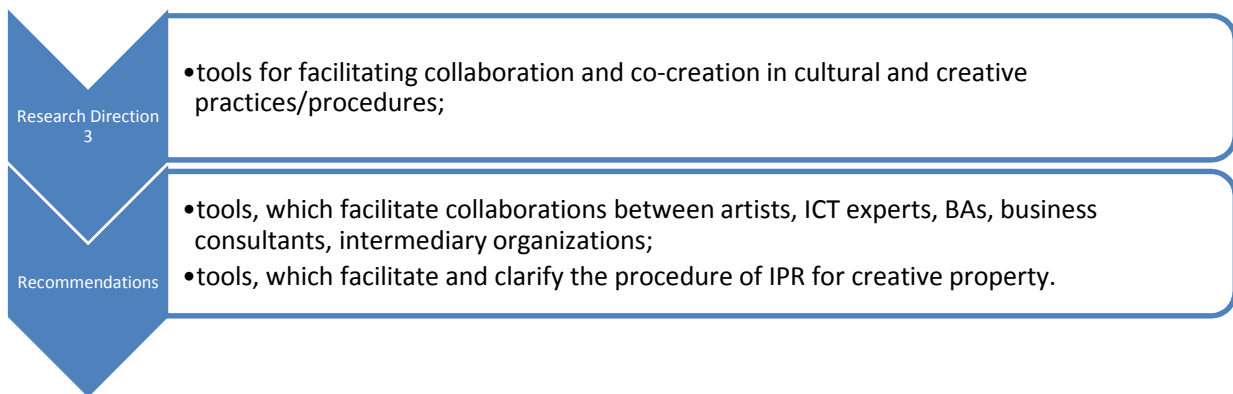 Research Direction
3
•tools for facilitating collaboration and co-creation in cultural and creative
practices/procedures;
Recommendations
•tools, which facilitate collaborations between artists, ICT experts, BAs, business
consultants, intermediary organizations;
•tools, which facilitate and clarify the procedure of IPR for creative property.